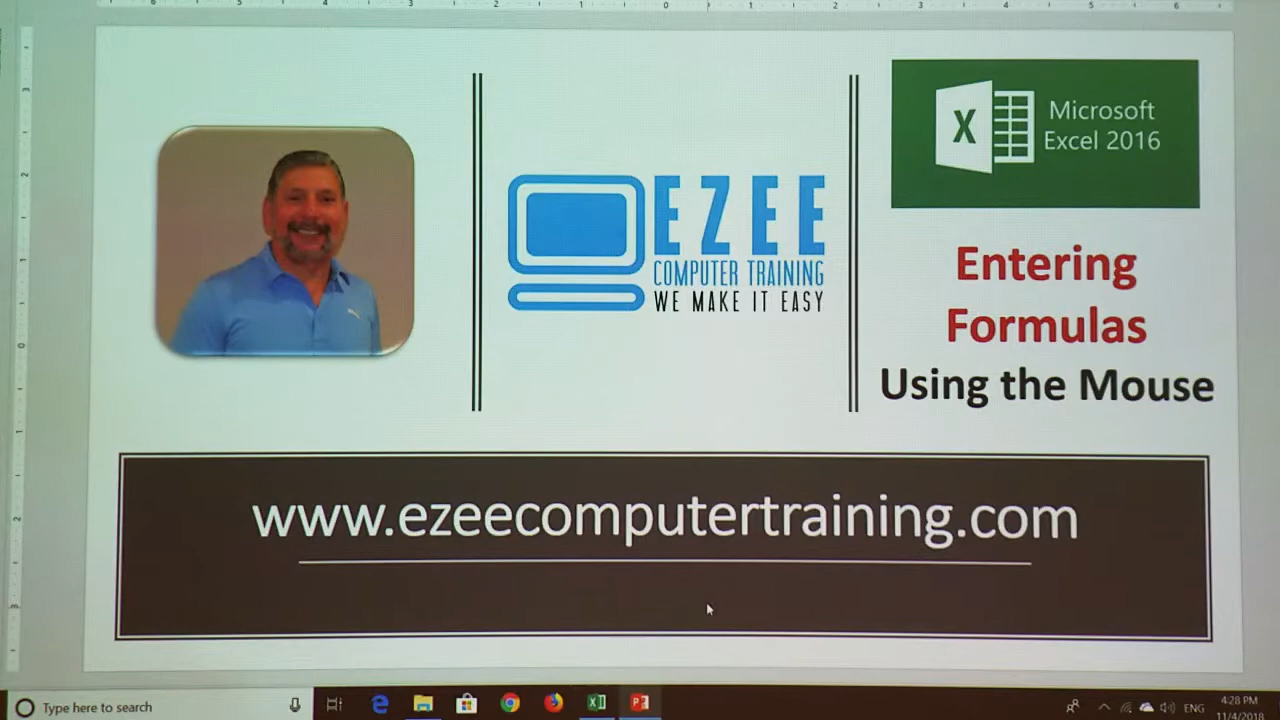 Microsoft
Excel 2016
EZEE
COMPUTER TRAINING
WE MAKE IT EASY
Entering
Formulas
Using the Mouse
www.ezeecomputertraining.com
Type here to search
ENG
4:28 PM
11/4/2018